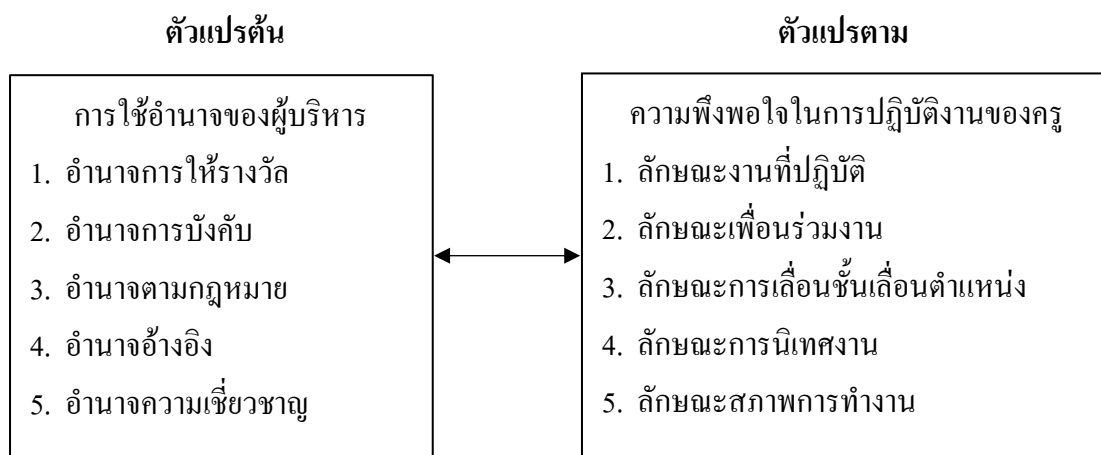 ตัวแปรต้น
การใช้อำนาจของผู้บริหาร
1. อำนาจการให้รางวัล
2. อำนาจการบังคับ
3. อำนาจตามกฎหมาย
4. อำนาจอ้างอิง
5. อำนาจความเชี่ยวชาญ
ตัวแปรตาม
ความพึงพอใจในการปฏิบัติงานของครู
1. ลักษณะงานที่ปฏิบัติ
2. ลักษณะเพื่อนร่วมงาน
3. ลักษณะการเลื่อนชั้นเลื่อนตำแหน่ง
4. ลักษณะการนิเทศงาน
5. ลักษณะสภาพการทำงาน